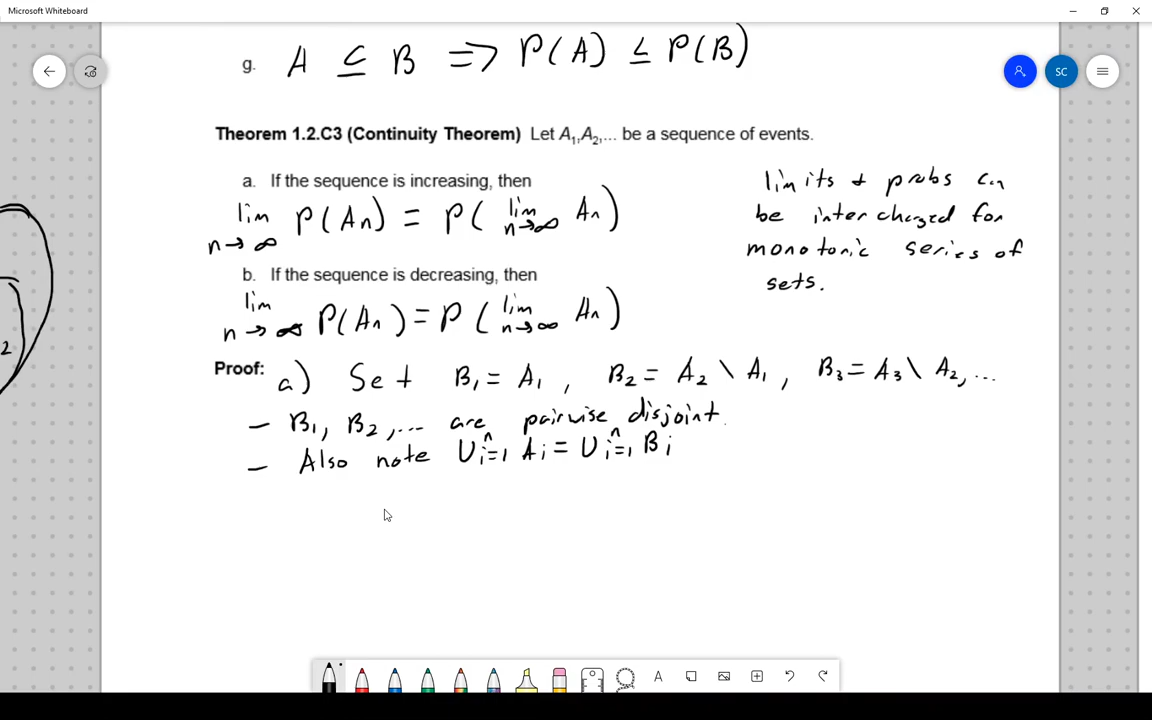 Microsoft Whiteboard
g. A ⊆ B => P(A) ≤ P(B)
SC
Theorem 1.2.C3 (Continuity Theorem) Let A1,A2,... be a sequence of events.
a. If the sequence is increasing, then
lim n→∞ P(An) = P(lim n→∞ An)
limits + probs can
be interchanged for
monotonic series of
sets.
b. If the sequence is decreasing, then
lim n→∞ P(An) = P(lim n→∞ An)
2
Proof: a) Set B1 = A1, B2 = A2 \ A1, B3 = A3 \ A2, ...
- B1, B2, ... are pairwise disjoint.
- Also note U i=1 n Ai = U i=1 n Bi
A